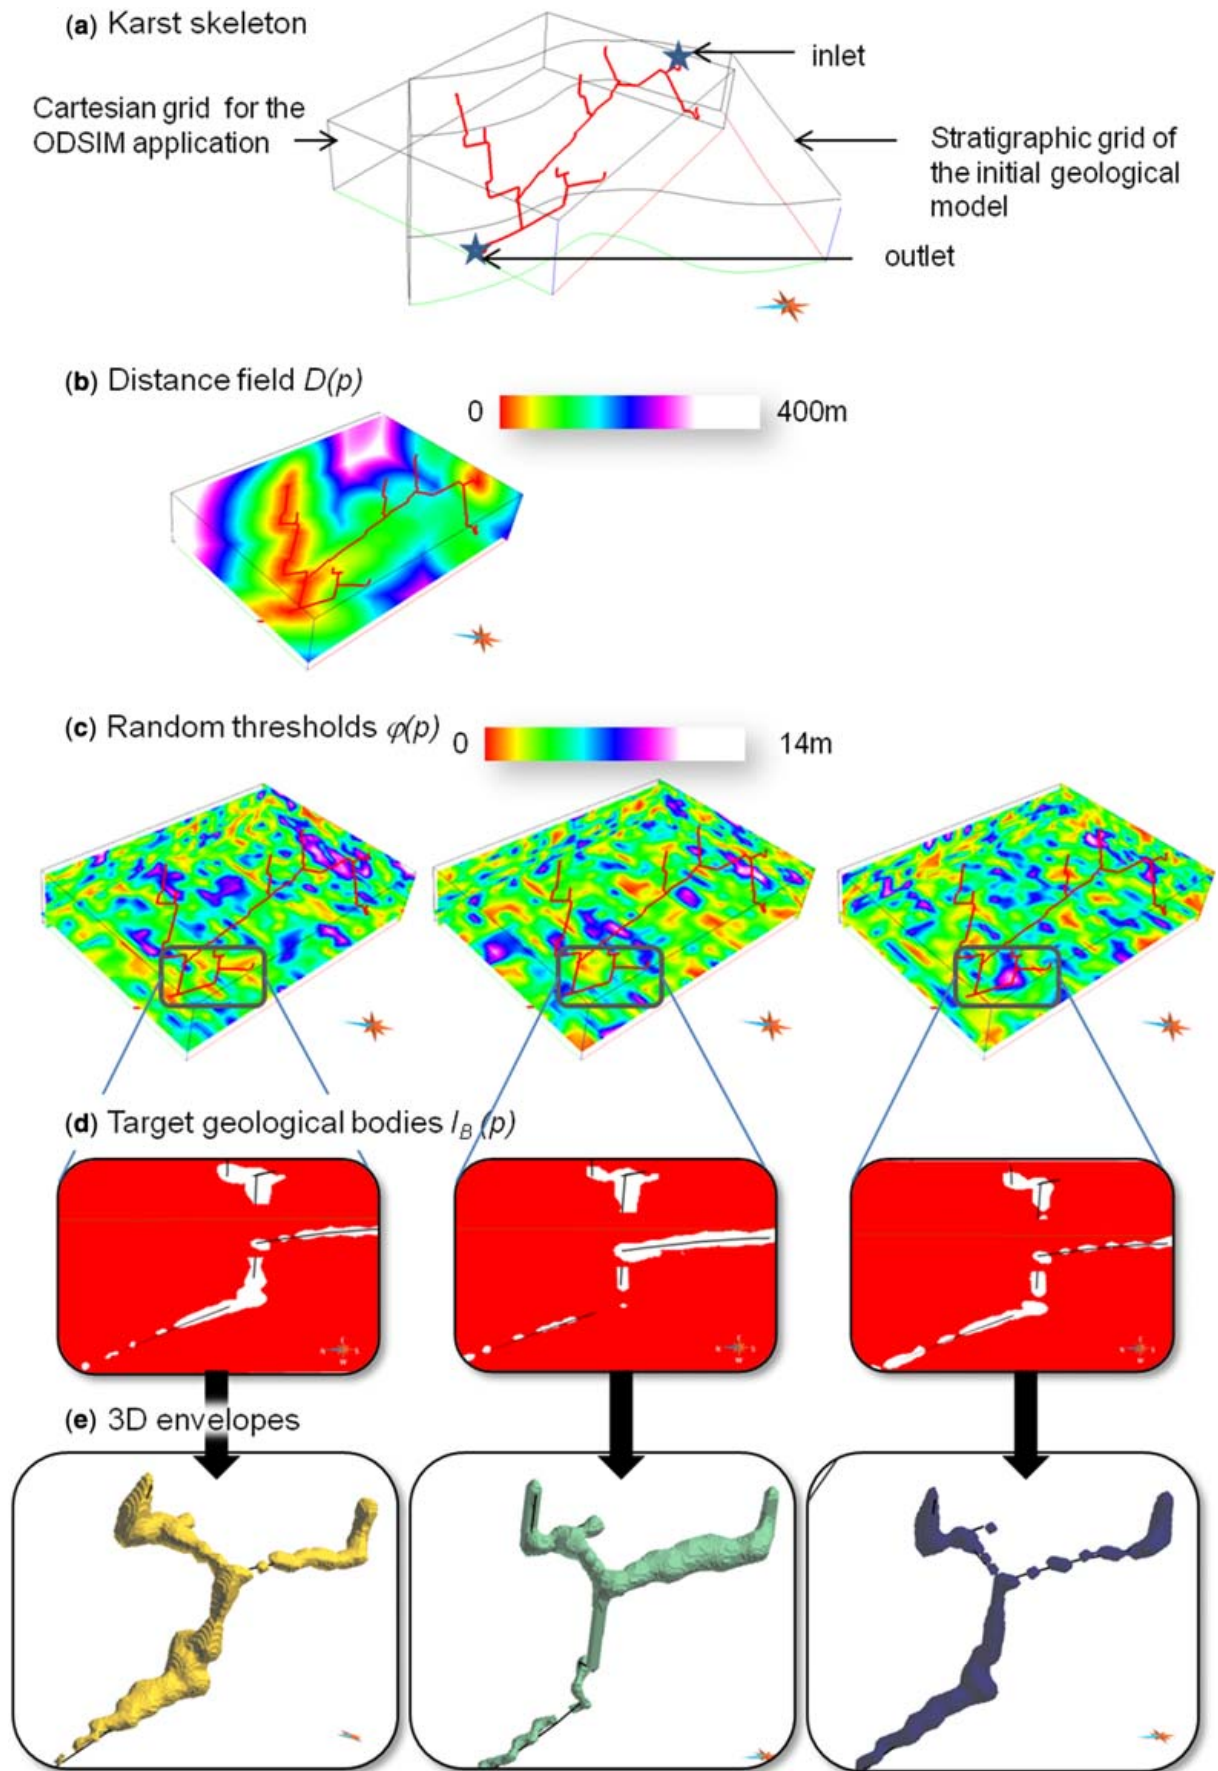 (a) Karst skeleton
inlet
Cartesian grid for the
ODSIM application
Stratigraphic grid of
the initial geological
model
outlet
(b) Distance field D(p)
0
400m
(c) Random thresholds φ(p)
0
14m
(d) Target geological bodies I_B (p)
(e) 3D envelopes